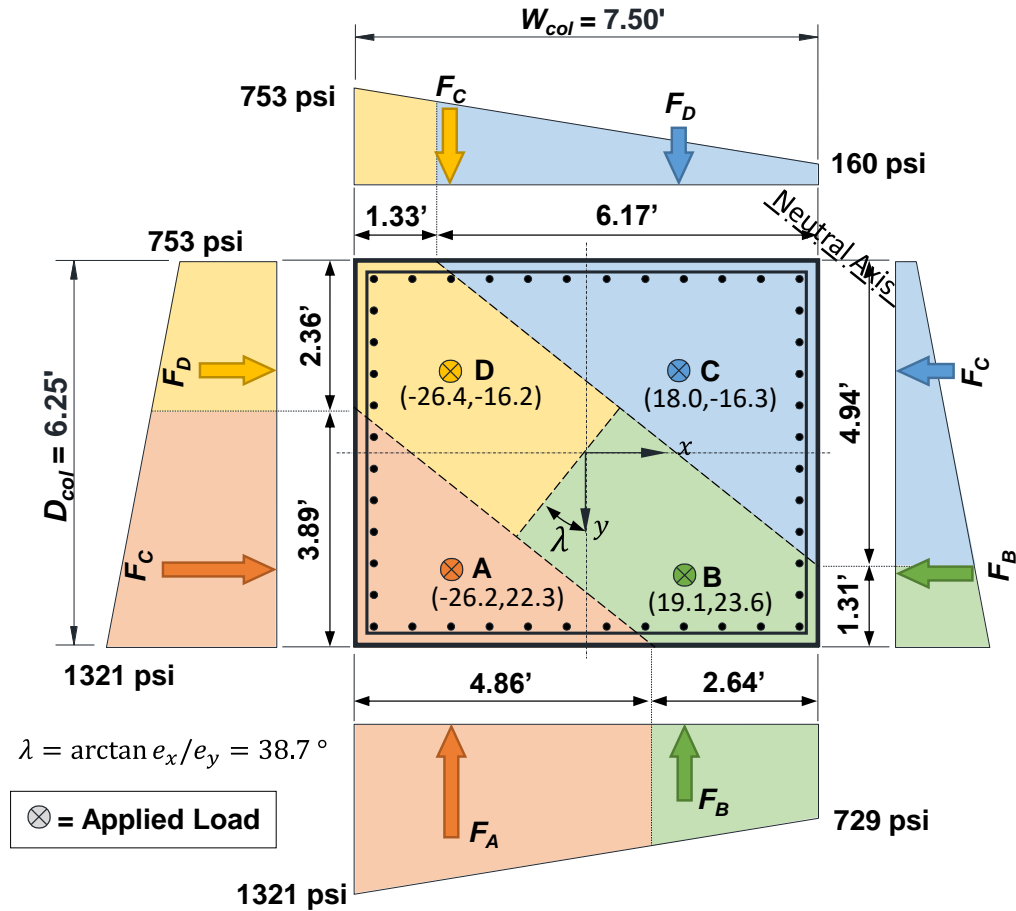 W_col = 7.50'
753 psi
F_C
F_D
160 psi
1.33'
6.17'
Neutral Axis
753 psi
D_col = 6.25'
F_D
2.36'
D
(-26.4,-16.2)
C
(18.0,-16.3)
F_C
4.94'
x
y
λ
F_C
3.89'
A
(-26.2,22.3)
B
(19.1,23.6)
F_B
1.31'
1321 psi
4.86'
2.64'
λ = arctan e_x/e_y = 38.7 °
⊗ = Applied Load
F_A
F_B
729 psi
1321 psi